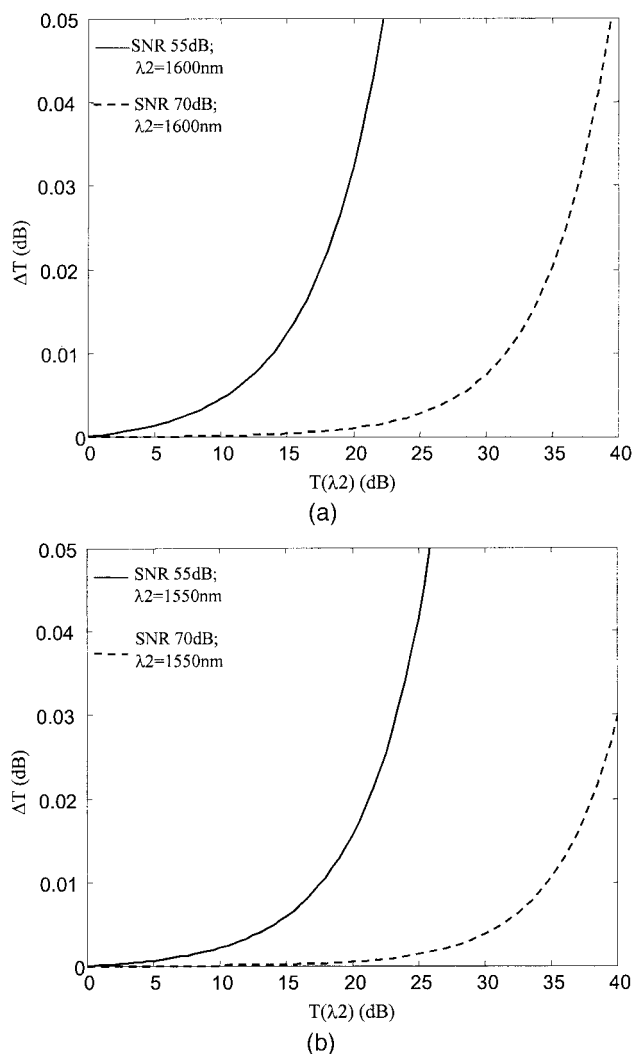 0.05
SNR 55dB;
λ2=1600nm
0.04
SNR 70dB;
λ2=1600nm
0.03
ΔT (dB)
0.02
0.01
0
0 5 10 15 20 25 30 35 40
T(λ2) (dB)
(a)
0.05
SNR 55dB;
λ2=1550nm
0.04
SNR 70dB;
λ2=1550nm
0.03
ΔT (dB)
0.02
0.01
0
0 5 10 15 20 25 30 35 40
T(λ2) (dB)
(b)